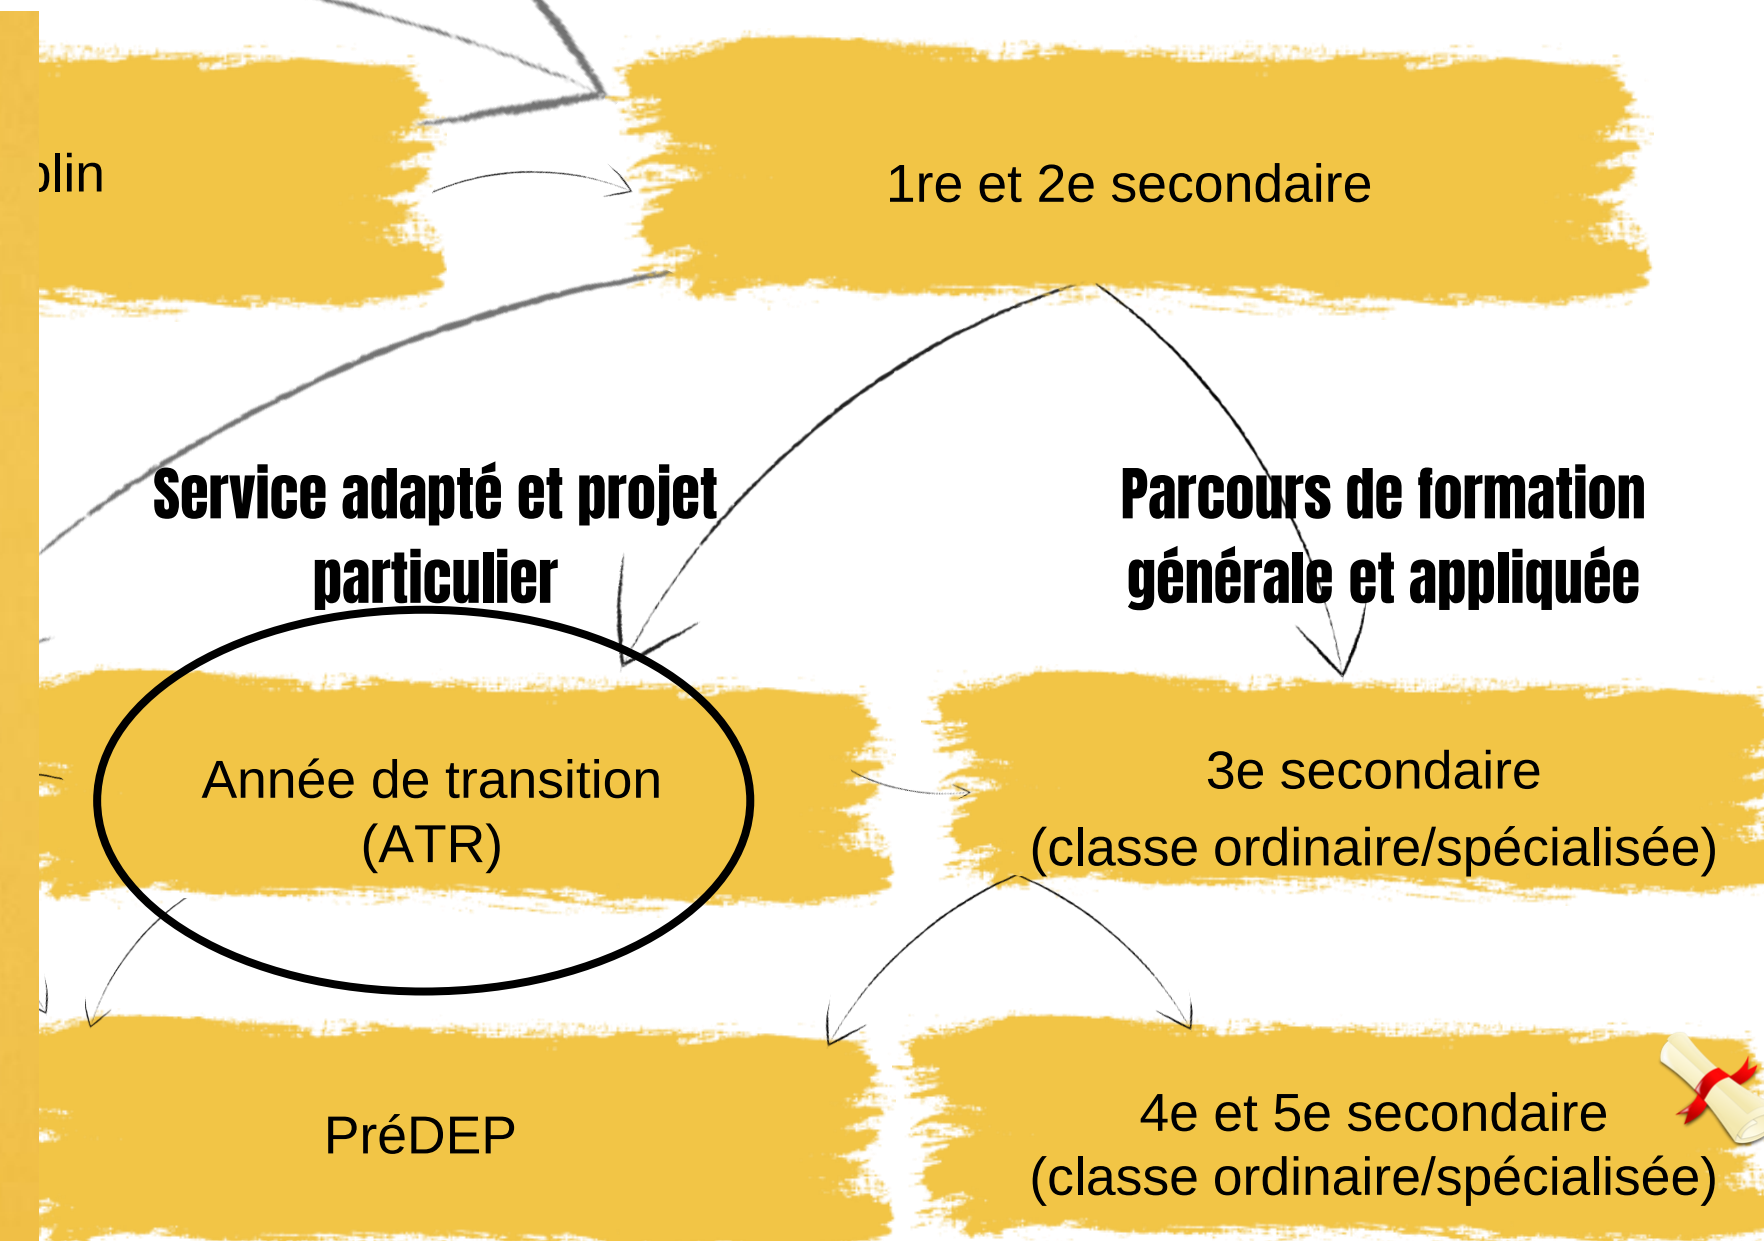 1re et 2e secondaire
Service adapté et projet
particulier
Parcours de formation
générale et appliquée
Année de transition
(ATR)
3e secondaire
(classe ordinaire/spécialisée)
PréDEP
4e et 5e secondaire
(classe ordinaire/spécialisée)